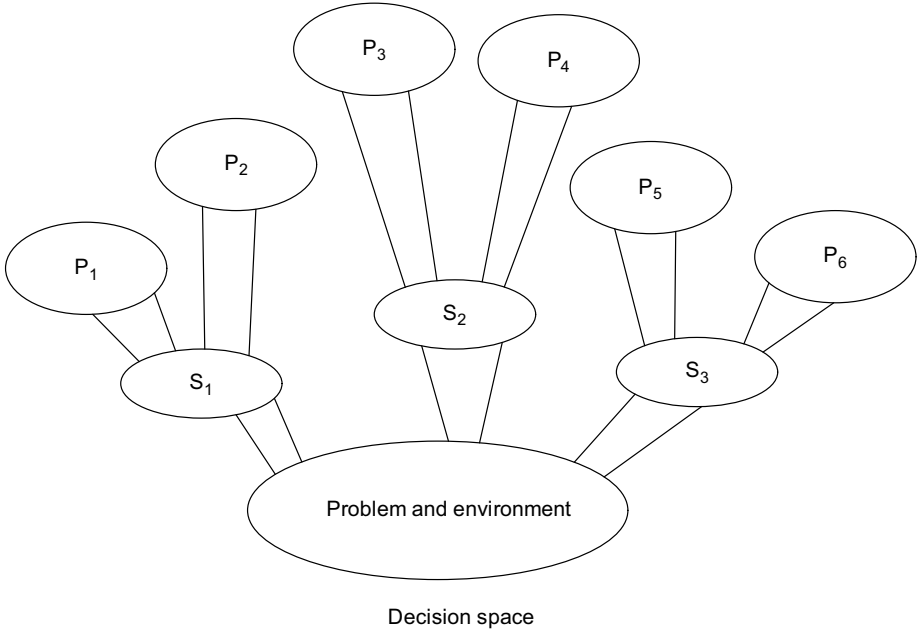 P3
P4
P2
P5
P1
P6
S2
S3
S1
Problem and environment
Decision space